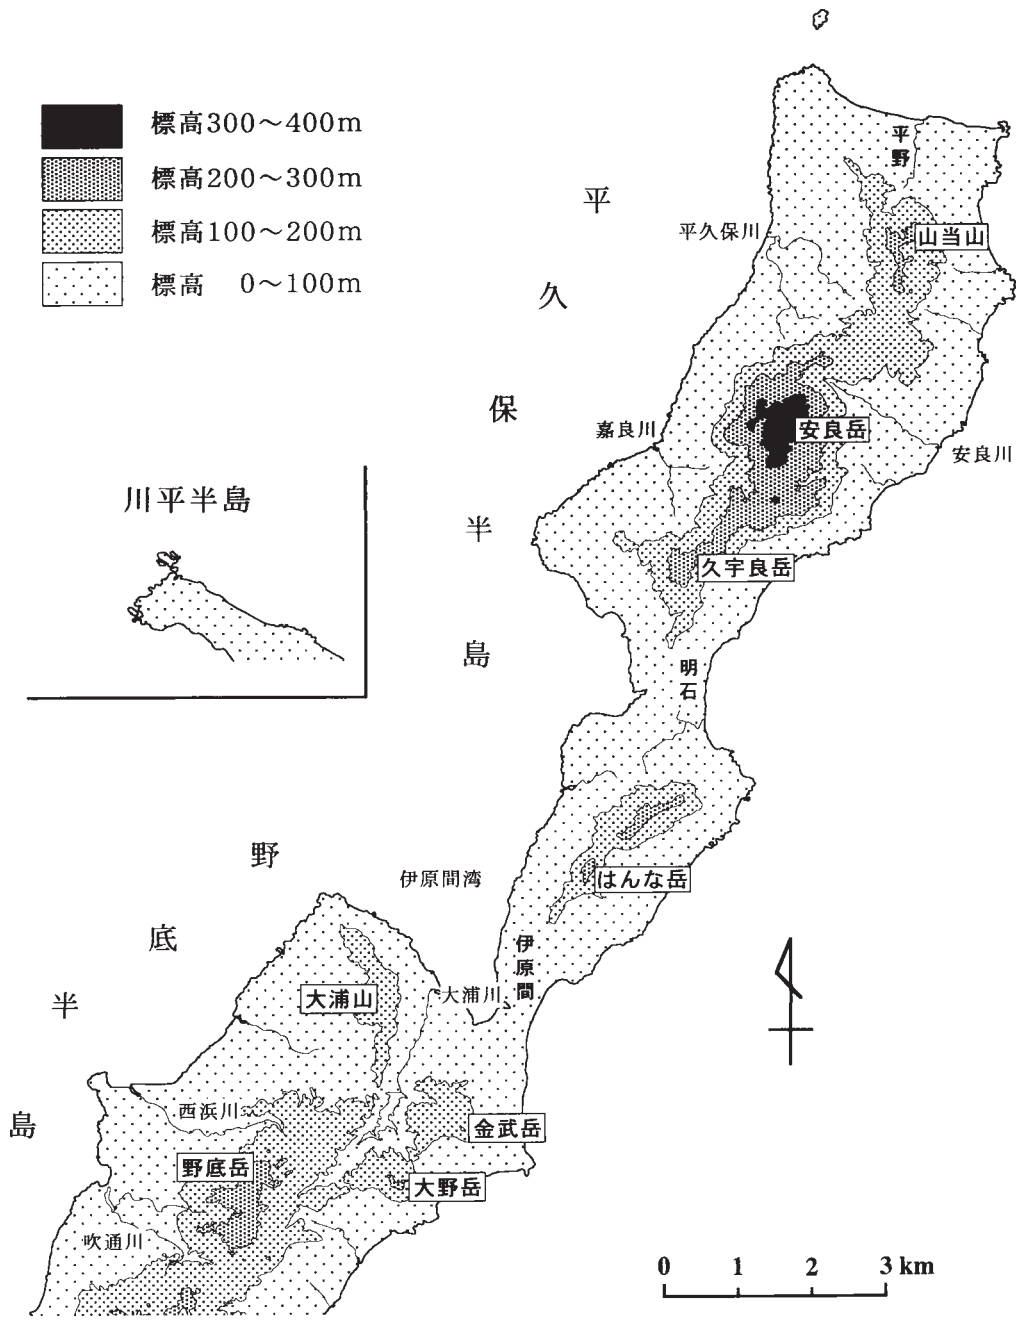 標高300～400m
標高200～300m
標高100～200m
標高　0～100m
平久保半島
平野
平久保川
山当山
嘉良川
安良岳
安良川
川平半島
久宇良岳
明石
野底半島
伊原間湾
はんな岳
伊原間
大浦山
大浦川
西浜川
金武岳
野底岳
大野岳
吹通川
0 1 2 3 km